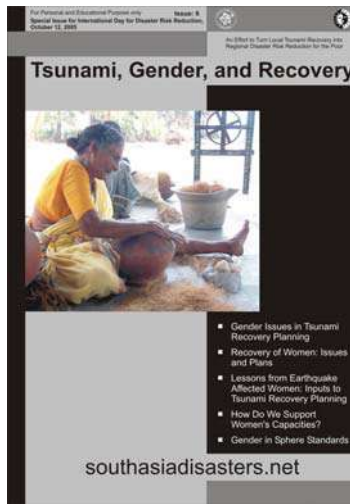 For Personal and Educational Purpose only
Issue: 6
Special Issue for International Day for Disaster Risk Reduction,
October 12, 2005
An Effort to Turn Local Tsunami Recovery into
Regional Disaster Risk Reduction for the Poor
Tsunami, Gender, and Recovery
Gender Issues in Tsunami
Recovery Planning
Recovery of Women: Issues
and Plans
Lessons from Earthquake
Affected Women: Inputs to
Tsunami Recovery Planning
How Do We Support
Women's Capacities?
Gender in Sphere Standards
southasiadisasters.net